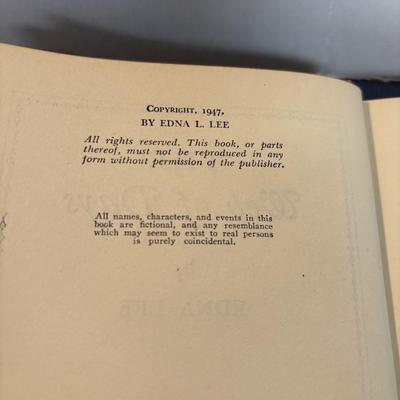 COPYRIGHT, 1947,
BY EDNA L. LEE
All rights reserved. This book, or parts
thereof, must not be reproduced in any
form without permission of the publisher.
All names, characters, and events in this
book are fictional, and any resemblance
which may seem to exist to real persons
is purely coincidental.
EDNA LEE